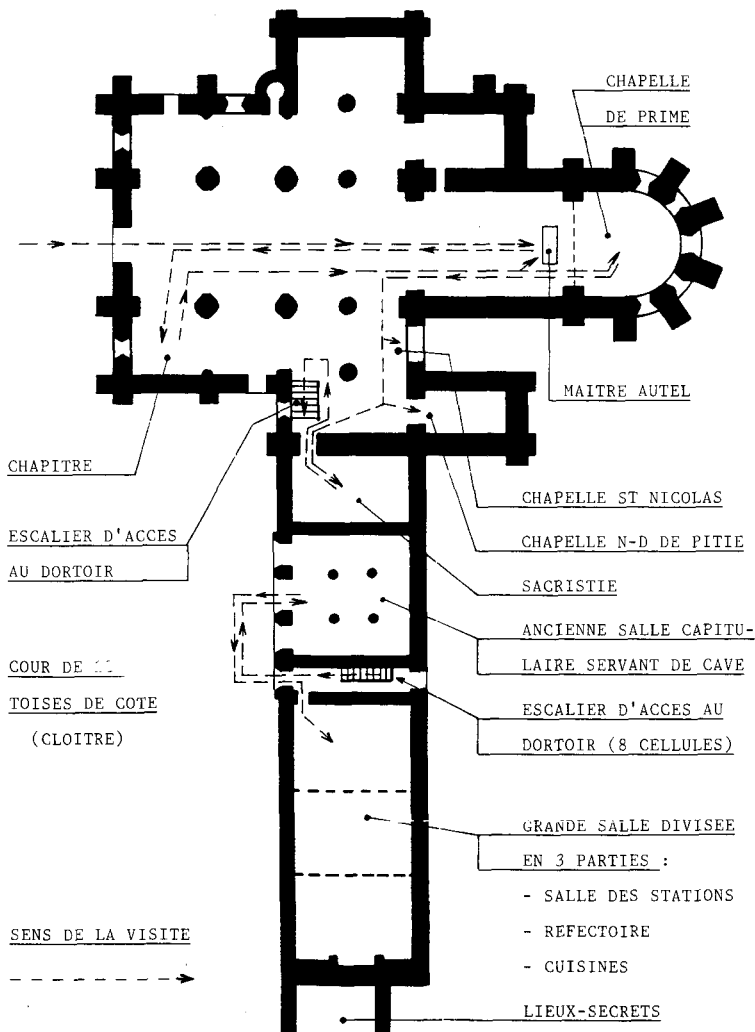 CHAPELLE
DE PRIME
MAITRE AUTEL
CHAPITRE
ESCALIER D'ACCES
AU DORTOIR
CHAPELLE ST NICOLAS
CHAPELLE N-D DE PITIE
SACRISTIE
ANCIENNE SALLE CAPITU-
LAIRE SERVANT DE CAVE
COUR DE
TOISES DE COTE
(CLOITRE)
ESCALIER D'ACCES AU
DORTOIR (8 CELLULES)
GRANDE SALLE DIVISEE
EN 3 PARTIES :
- SALLE DES STATIONS
- REFECTOIRE
- CUISINES
SENS DE LA VISITE
LIEUX-SECRETS